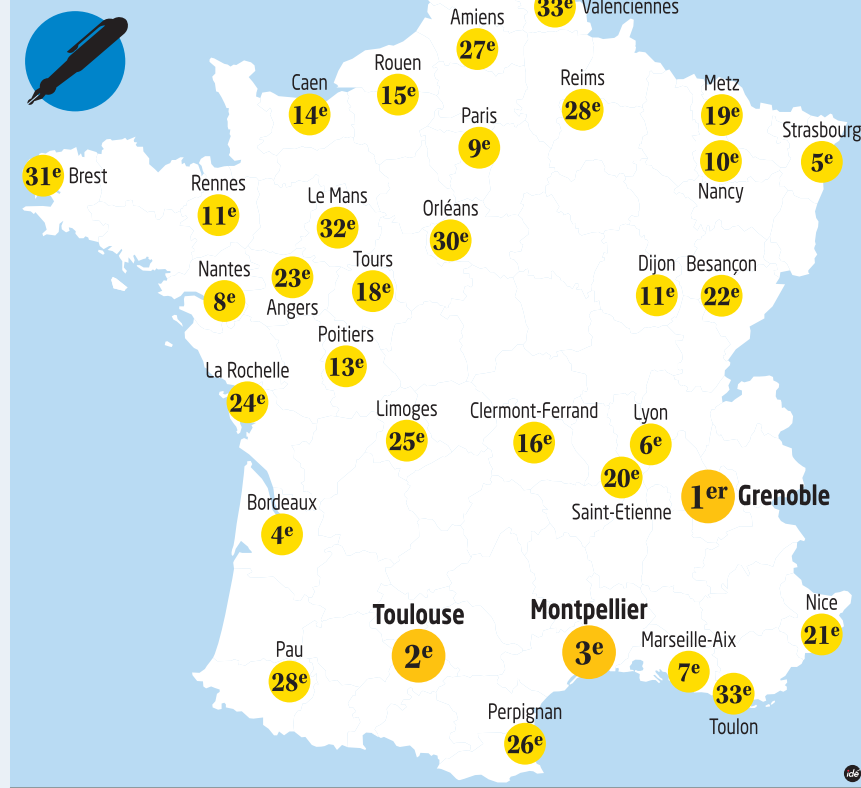 33e Valenciennes
Amiens
27e
Rouen
15e
Caen
14e
Reims
28e
Metz
19e
Paris
9e
Strasbourg
5e
10e
Nancy
31e Brest
Rennes
11e
Le Mans
32e
Orléans
30e
Nantes
8e
23e
Angers
Tours
18e
Dijon
11e
Besançon
22e
Poitiers
13e
La Rochelle
24e
Limoges
25e
Clermont-Ferrand
16e
Lyon
6e
20e
Saint-Etienne
1er Grenoble
Bordeaux
4e
Toulouse
2e
Montpellier
3e
Nice
21e
Marseille-Aix
7e
33e
Toulon
Pau
28e
Perpignan
26e
idé